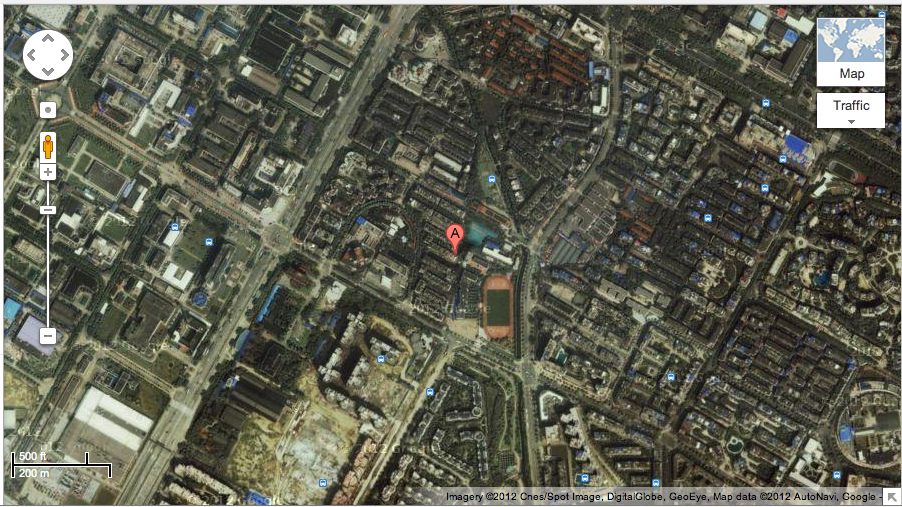 Map
Traffic
A
500 ft
200 m
Imagery ©2012 Cnes/Spot Image, DigitalGlobe, GeoEye, Map data ©2012 AutoNavi, Google -